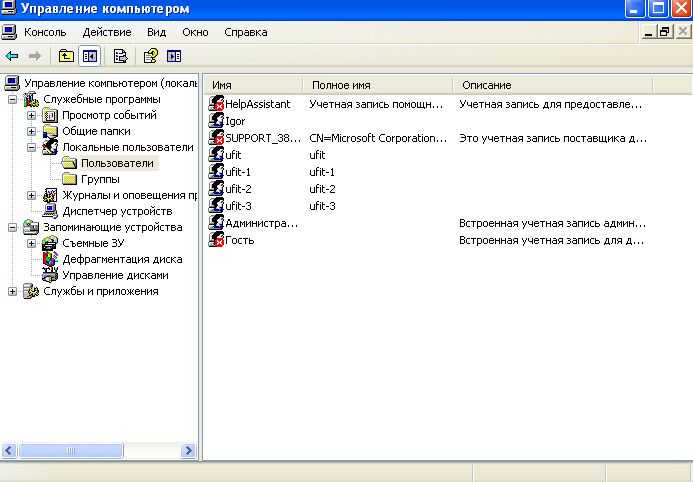 Управление компьютером
Консоль Действие Вид Окно Справка
Управление компьютером (локаль
Служебные программы
Просмотр событий
Общие папки
Локальные пользователи
Пользователи
Группы
Журналы и оповещения пр
Диспетчер устройств
Запоминающие устройства
Съемные ЗУ
Дефрагментация диска
Управление дисками
Службы и приложения
Имя Полное имя Описание
HelpAssistant Учетная запись помощн... Учетная запись для предоставле...
Igor
SUPPORT_38... CN=Microsoft Corporation... Это учетная запись поставщика д...
ufit ufit
ufit-1 ufit-1
ufit-2 ufit-2
ufit-3 ufit-3
Администра... Встроенная учетная запись админ...
Гость Встроенная учетная запись для д...